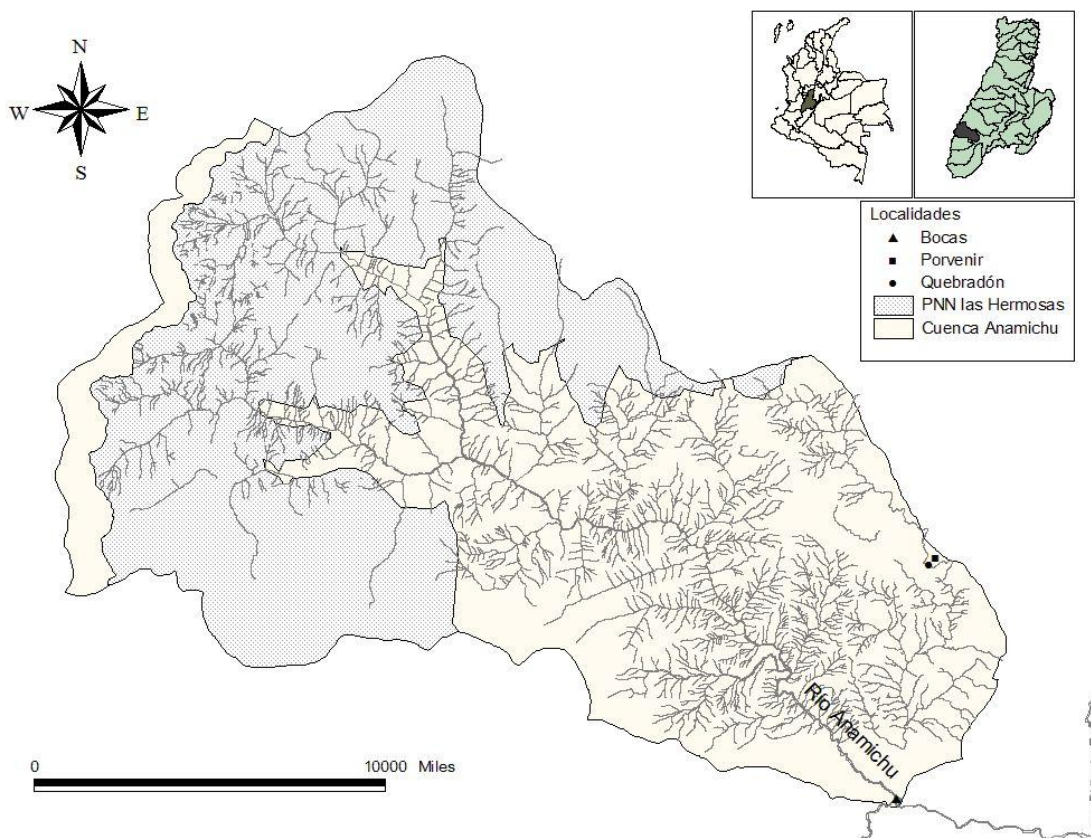 N
W E
S
Localidades
Bocas
Porvenir
Quebradón
PNN las Hermosas
Cuenca Anamichu
Río Anamichu
0 10000 Miles